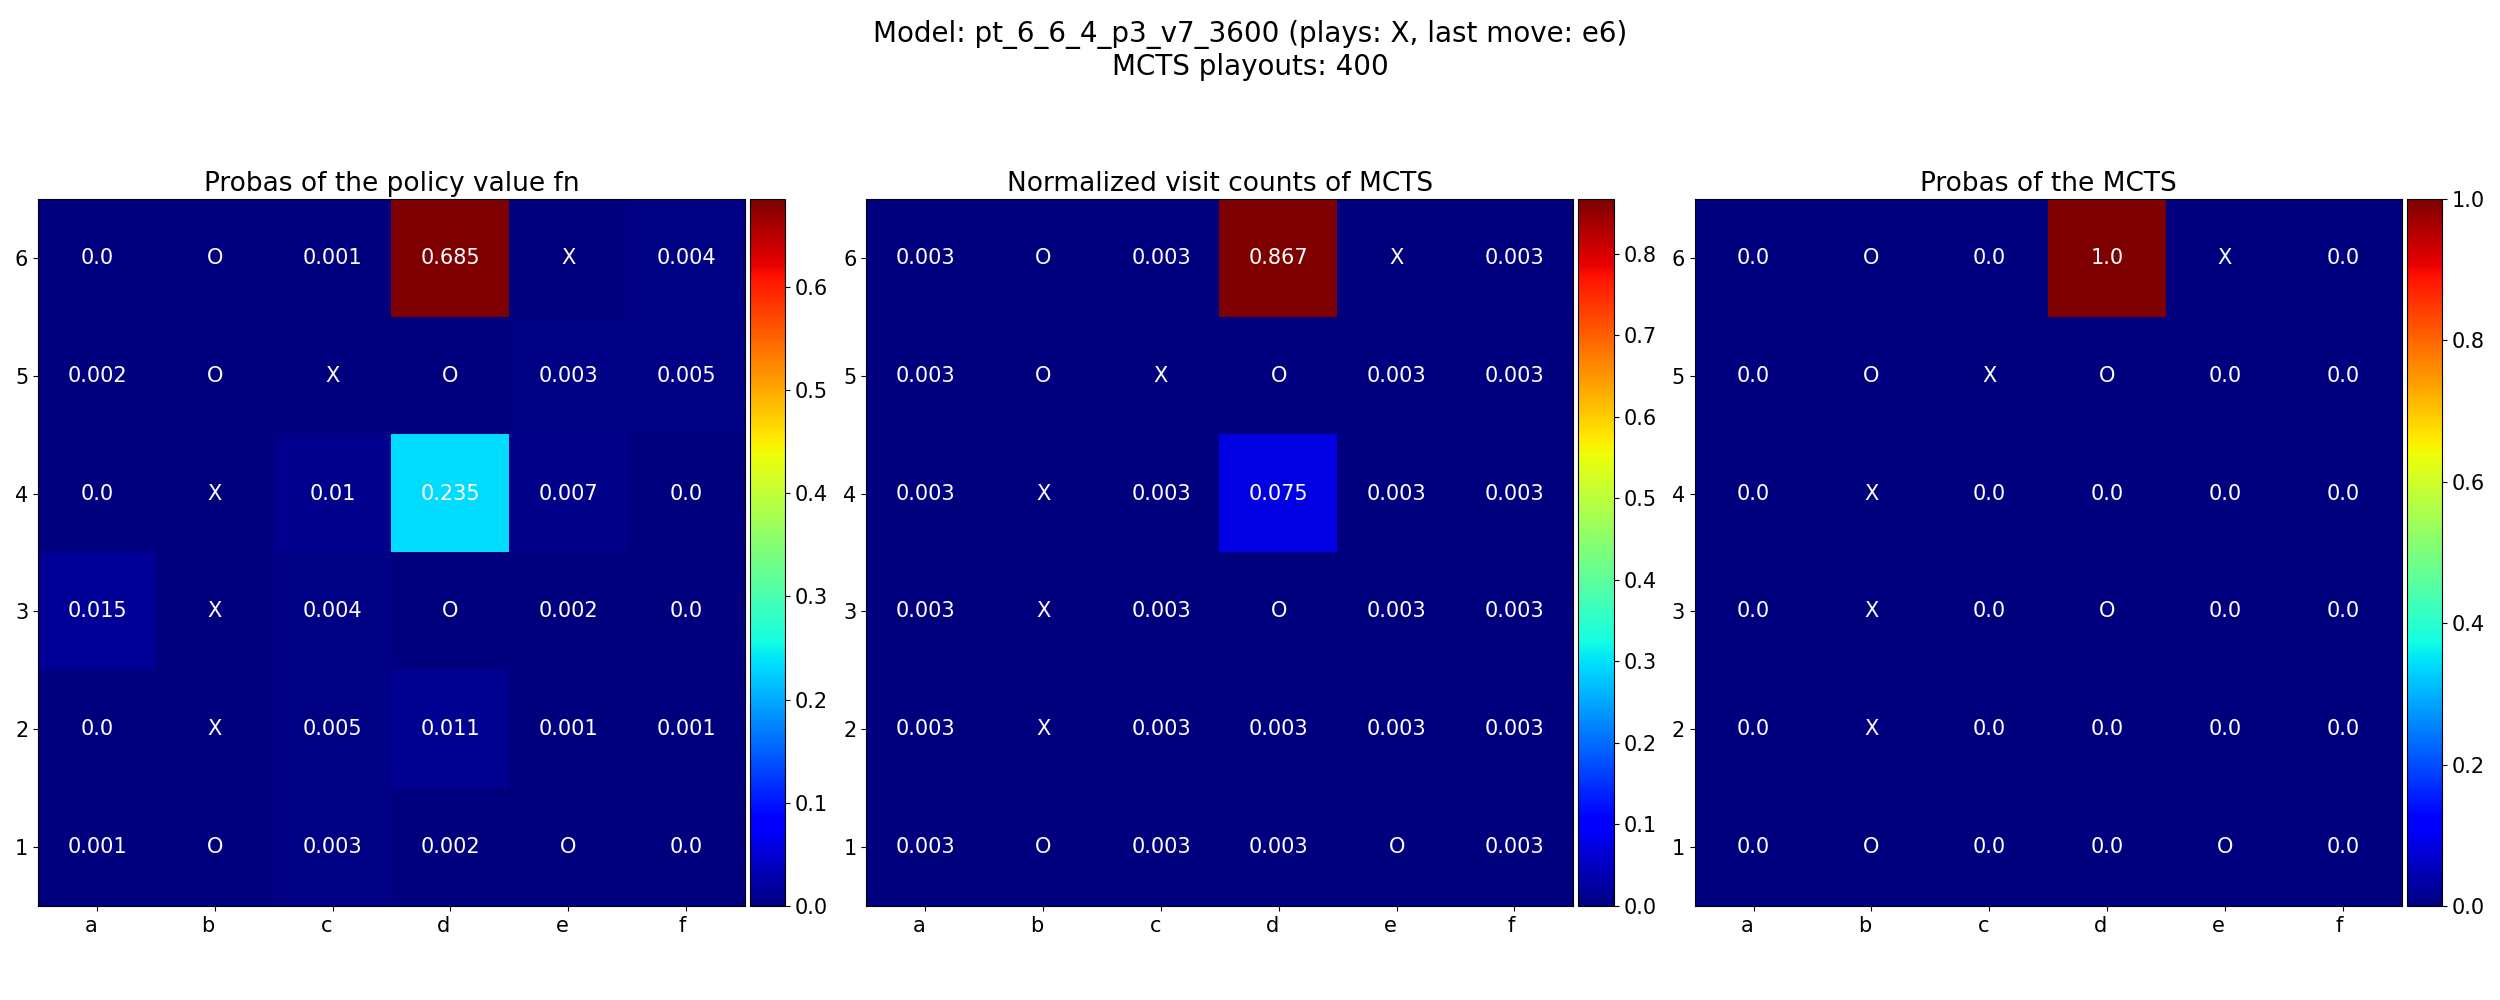 Model: pt_6_6_4_p3_v7_3600 (plays: X, last move: e6)
MCTS playouts: 400
Probas of the policy value fn
6 0.0 O 0.001 0.685 X 0.004
5 0.002 O X O 0.003 0.005
4 0.0 X 0.01 0.235 0.007 0.0
3 0.015 X 0.004 O 0.002 0.0
2 0.0 X 0.005 0.011 0.001 0.001
1 0.001 O 0.003 0.002 O 0.0
a b c d e f
0.6
0.5
0.4
0.3
0.2
0.1
0.0
Normalized visit counts of MCTS
6 0.003 O 0.003 0.867 X 0.003
5 0.003 O X O 0.003 0.003
4 0.003 X 0.003 0.075 0.003 0.003
3 0.003 X 0.003 O 0.003 0.003
2 0.003 X 0.003 0.003 0.003 0.003
1 0.003 O 0.003 0.003 O 0.003
a b c d e f
0.8
0.7
0.6
0.5
0.4
0.3
0.2
0.1
0.0
Probas of the MCTS
6 0.0 O 0.0 1.0 X 0.0
5 0.0 O X O 0.0 0.0
4 0.0 X 0.0 0.0 0.0 0.0
3 0.0 X 0.0 O 0.0 0.0
2 0.0 X 0.0 0.0 0.0 0.0
1 0.0 O 0.0 0.0 O 0.0
a b c d e f
1.0
0.8
0.6
0.4
0.2
0.0